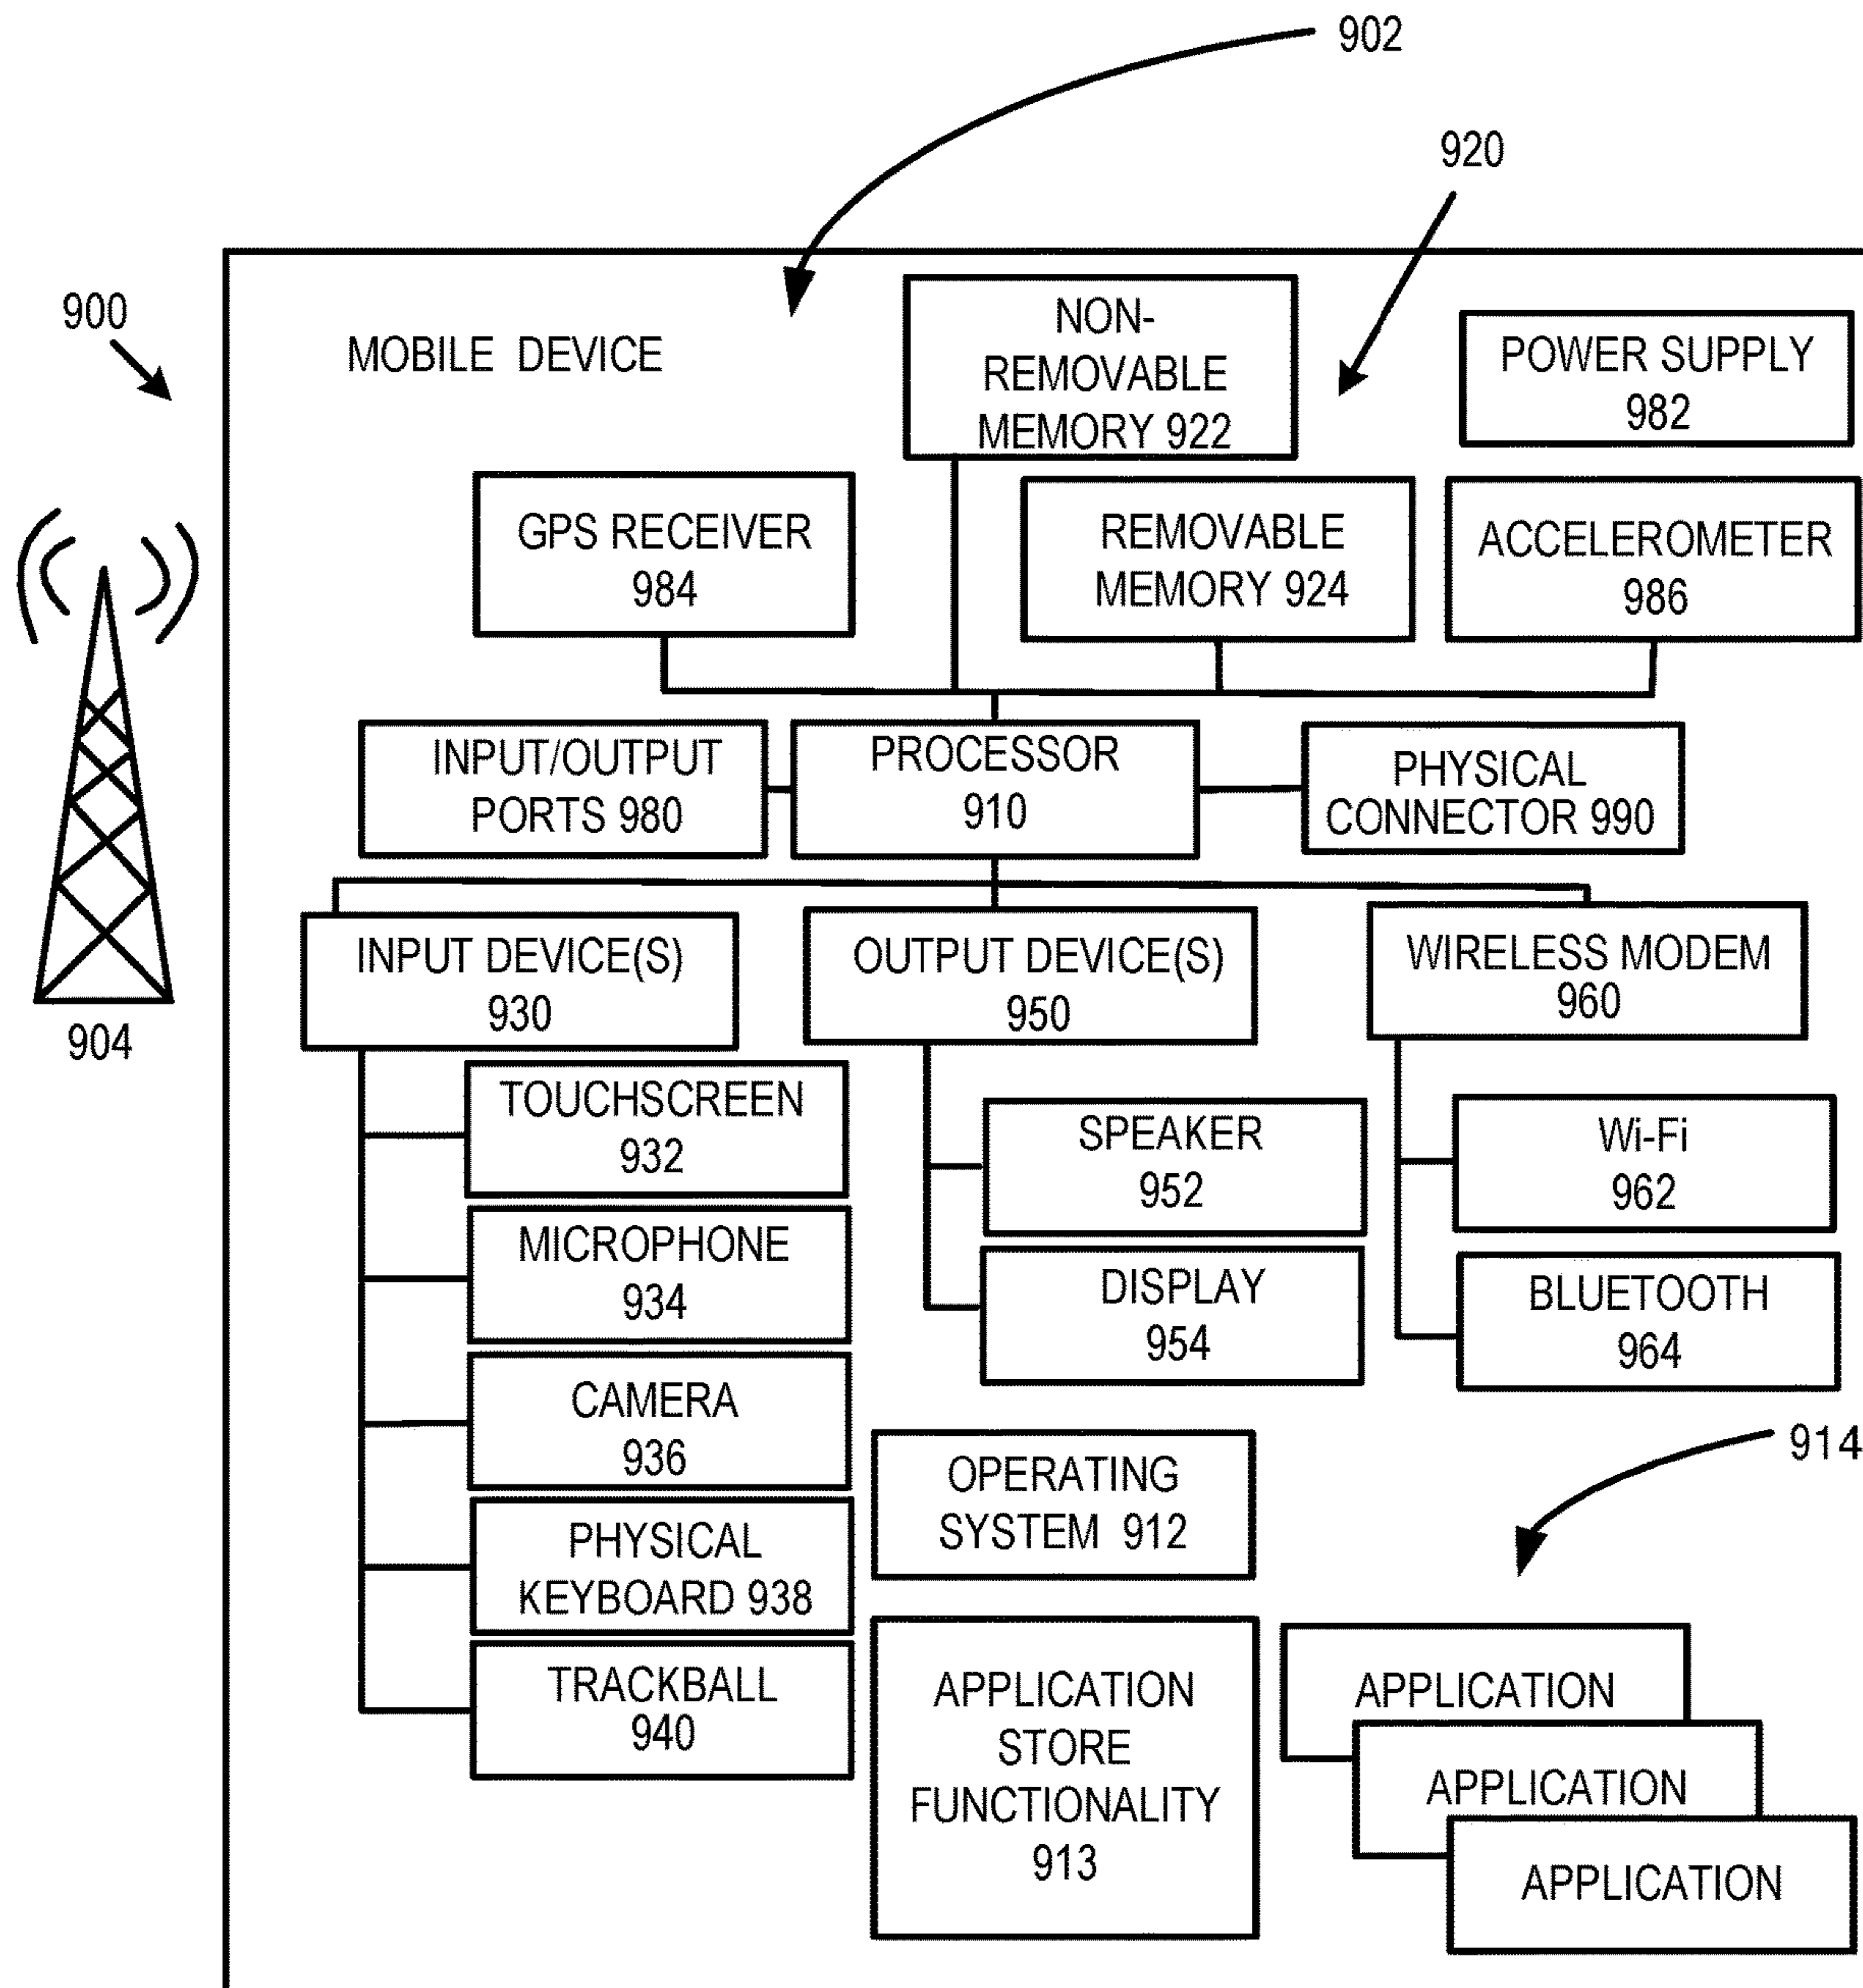 902
920
900
MOBILE DEVICE
NON-
REMOVABLE
MEMORY 922
POWER SUPPLY
982
GPS RECEIVER
984
REMOVABLE
MEMORY 924
ACCELEROMETER
986
INPUT/OUTPUT
PORTS 980
PROCESSOR
910
PHYSICAL
CONNECTOR 990
INPUT DEVICE(S)
930
OUTPUT DEVICE(S)
950
WIRELESS MODEM
960
904
TOUCHSCREEN
932
MICROPHONE
934
CAMERA
936
PHYSICAL
KEYBOARD 938
TRACKBALL
940
SPEAKER
952
DISPLAY
954
Wi-Fi
962
BLUETOOTH
964
OPERATING
SYSTEM 912
914
APPLICATION
STORE
FUNCTIONALITY
913
APPLICATION
APPLICATION
APPLICATION